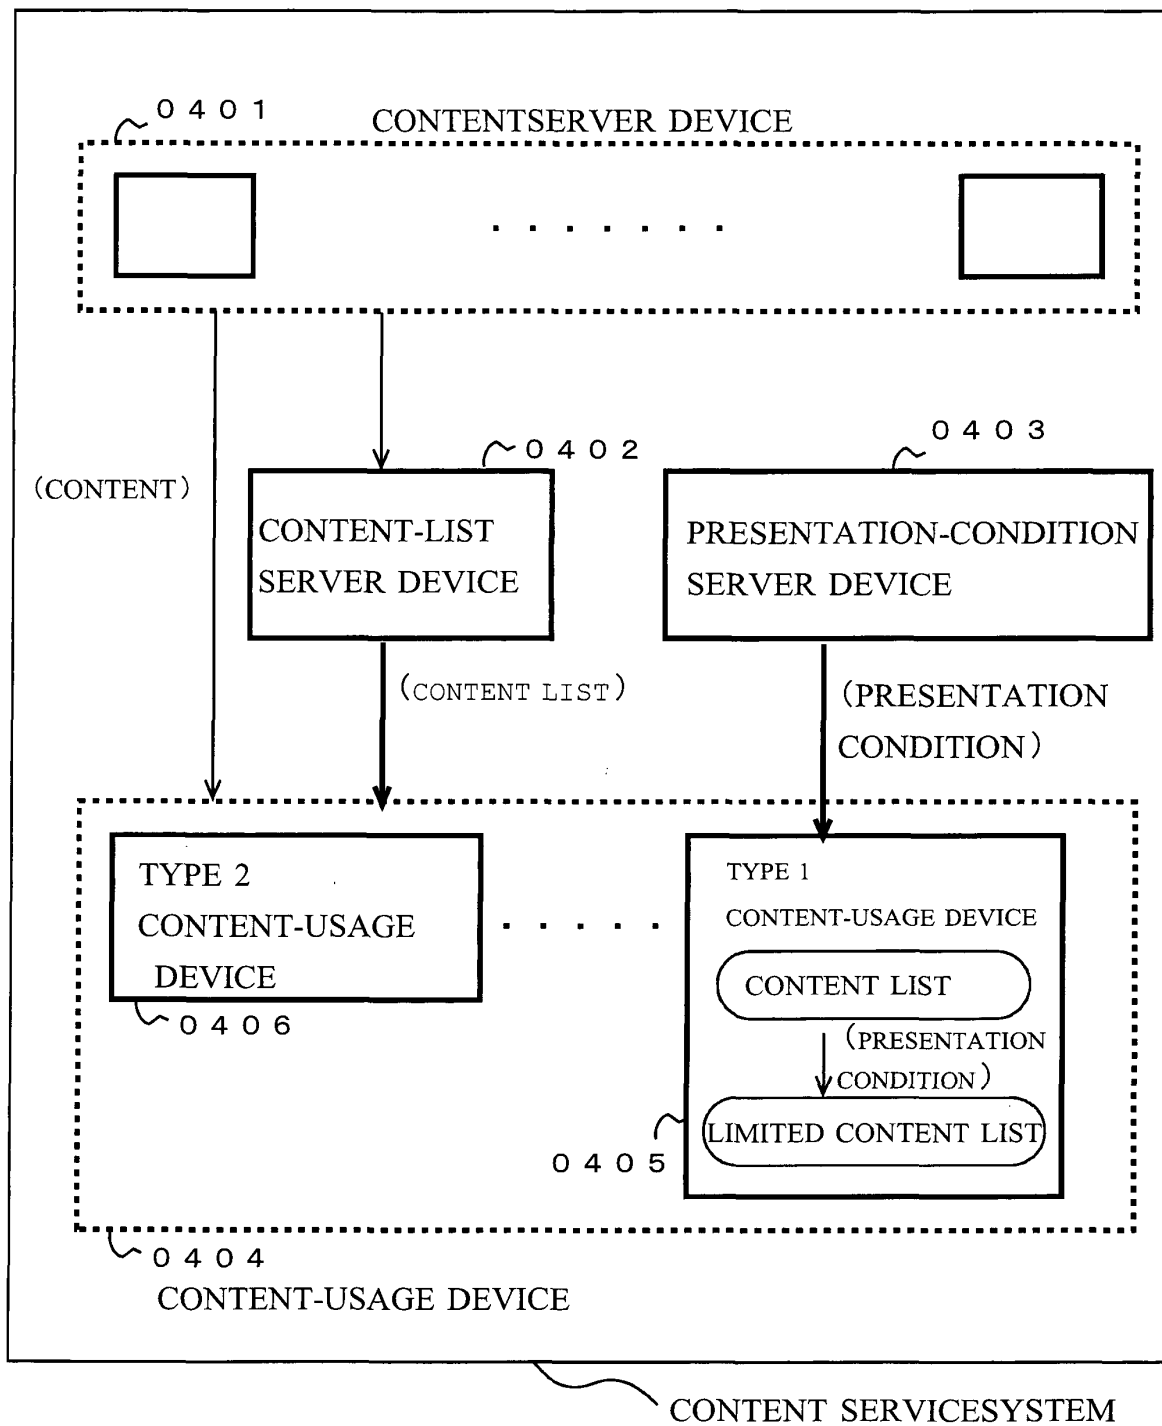 0401
CONTENTSERVER DEVICE
0402
0403
(CONTENT)
CONTENT-LIST
SERVER DEVICE
PRESENTATION-CONDITION
SERVER DEVICE
(CONTENT LIST)
(PRESENTATION
CONDITION)
TYPE 2
CONTENT-USAGE
DEVICE
0406
TYPE 1
CONTENT-USAGE DEVICE
CONTENT LIST
(PRESENTATION
CONDITION)
LIMITED CONTENT LIST
0405
0404
CONTENT-USAGE DEVICE
CONTENT SERVICESYSTEM